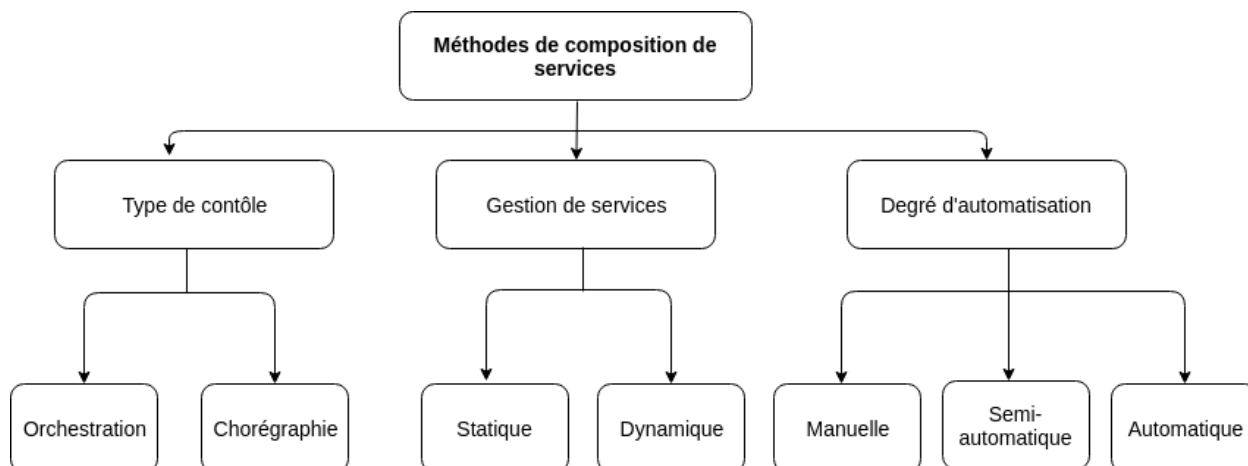 Méthodes de composition de
services
Type de contôle
Gestion de services
Degré d'automatisation
Orchestration
Chorégraphie
Statique
Dynamique
Manuelle
Semi-
automatique
Automatique